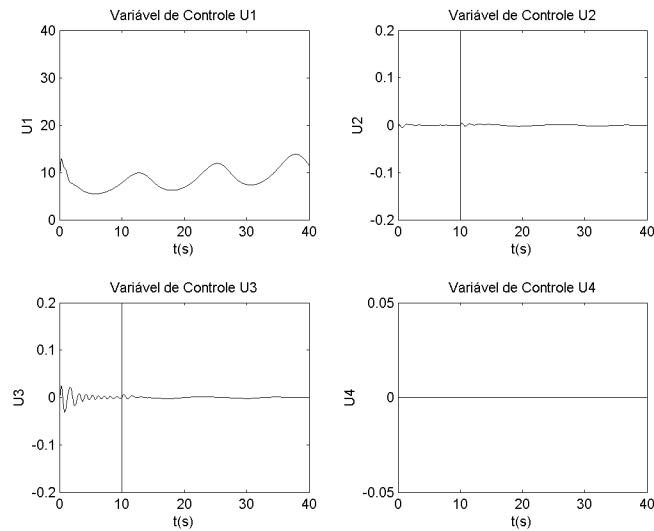 Variável de Controle U1
40
30
20
10
0
U1
0 10 20 30 40
t(s)
Variável de Controle U2
0.2
0.1
0
-0.1
-0.2
U2
0 10 20 30 40
t(s)
Variável de Controle U3
0.2
0.1
0
-0.1
-0.2
U3
0 10 20 30 40
t(s)
Variável de Controle U4
0.05
0
-0.05
U4
0 10 20 30 40
t(s)